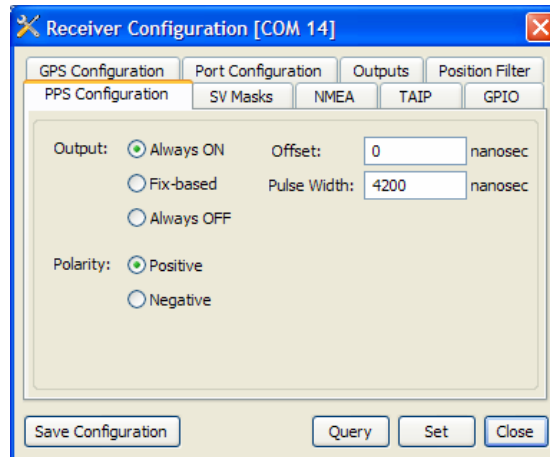 Receiver Configuration [COM 14]
GPS Configuration Port Configuration Outputs Position Filter
PPS Configuration SV Masks NMEA TAIP GPIO
Output: Always ON Offset: 0 nanosec
Fix-based Pulse Width: 4200 nanosec
Always OFF
Polarity: Positive
Negative
Save Configuration Query Set Close